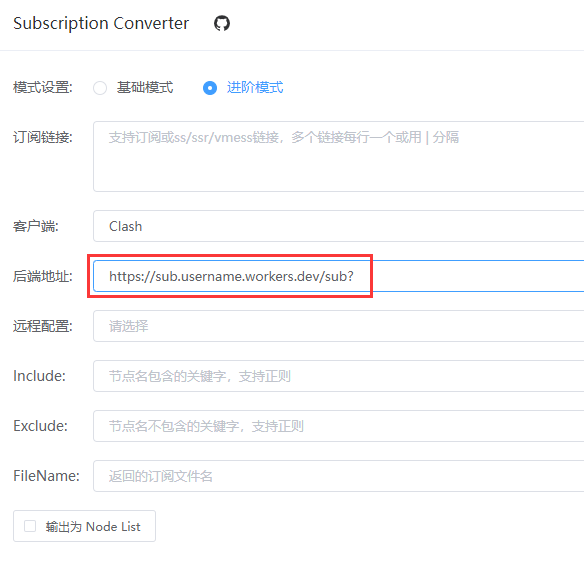 Subscription Converter
模式设置: 基础模式 进阶模式
订阅链接: 支持订阅或ss/ssr/vmess链接，多个链接每行一个或用 | 分隔
客户端: Clash
后端地址: https://sub.username.workers.dev/sub?
远程配置: 请选择
Include: 节点名包含的关键字，支持正则
Exclude: 节点名不包含的关键字，支持正则
FileName: 返回的订阅文件名
输出为 Node List